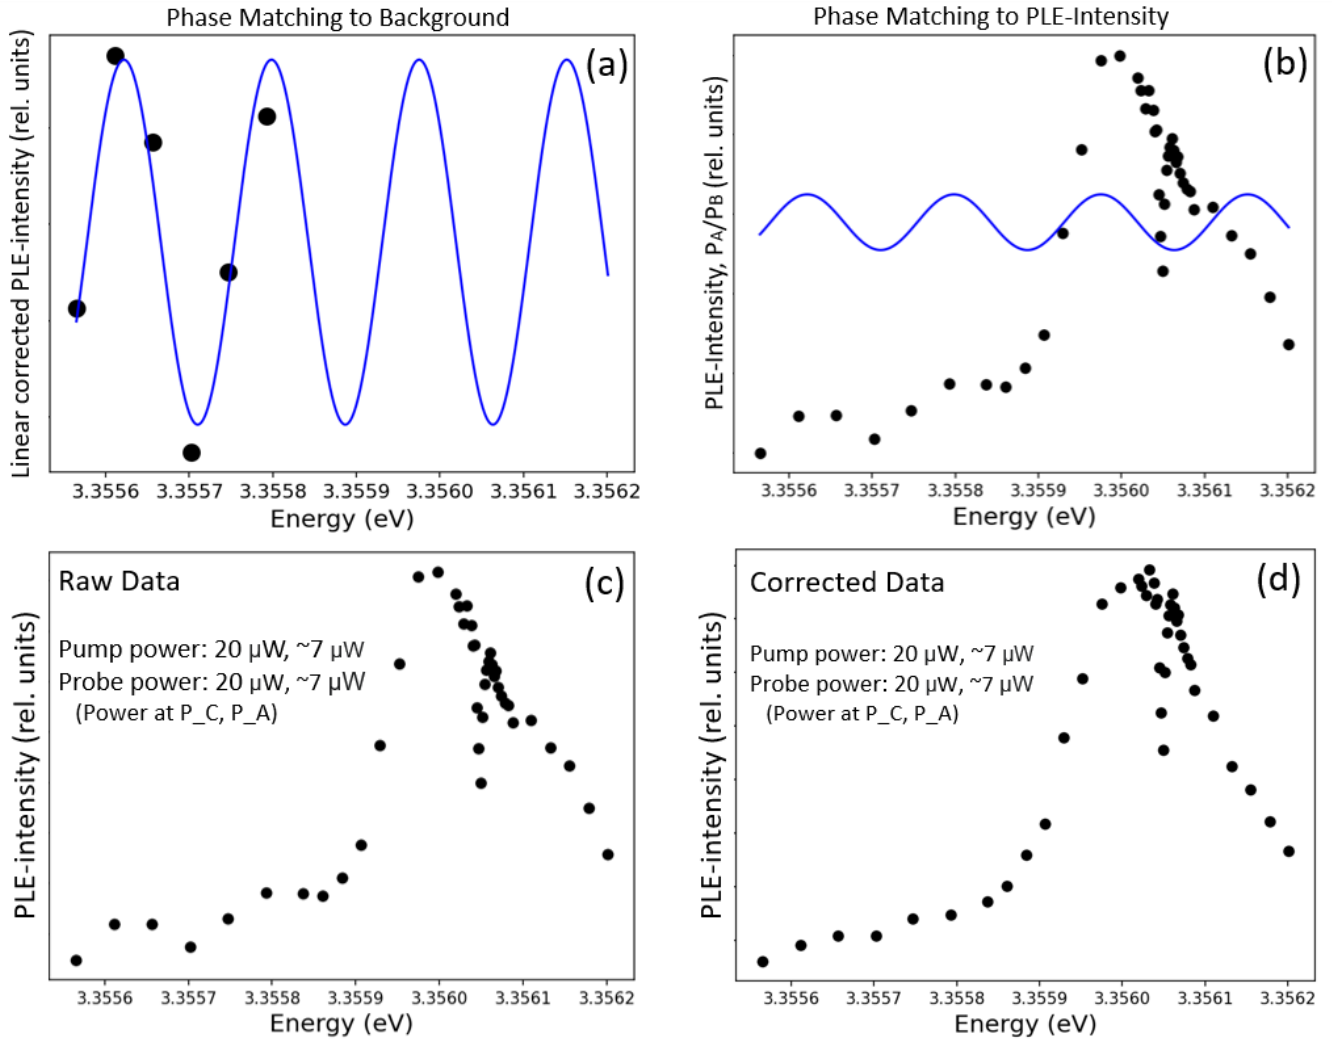 Phase Matching to Background
Linear corrected PLE-intensity (rel. units)
(a)
3.3556 3.3557 3.3558 3.3559 3.3560 3.3561 3.3562
Energy (eV)
Phase Matching to PLE-Intensity
PLE-Intensity, PA/PB (rel. units)
(b)
3.3556 3.3557 3.3558 3.3559 3.3560 3.3561 3.3562
Energy (eV)
PLE-intensity (rel. units)
Raw Data
(c)
Pump power: 20 µW, ~7 µW
Probe power: 20 µW, ~7 µW
(Power at P_C, P_A)
3.3556 3.3557 3.3558 3.3559 3.3560 3.3561 3.3562
Energy (eV)
PLE-intensity (rel. units)
Corrected Data
(d)
Pump power: 20 µW, ~7 µW
Probe power: 20 µW, ~7 µW
(Power at P_C, P_A)
3.3556 3.3557 3.3558 3.3559 3.3560 3.3561 3.3562
Energy (eV)